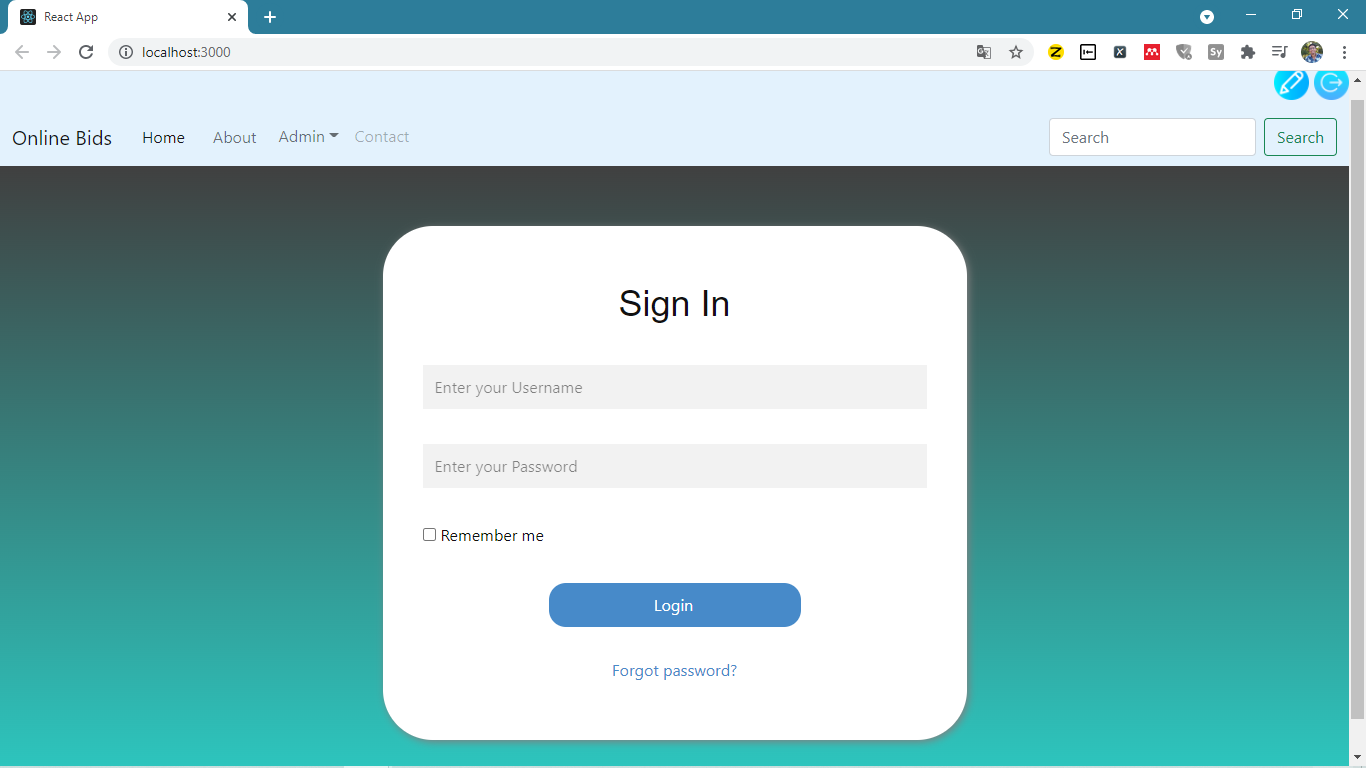 React App
localhost:3000
Sy
Online Bids Home About Admin Contact Search Search
Sign In
Enter your Username
Enter your Password
Remember me
Login
Forgot password?